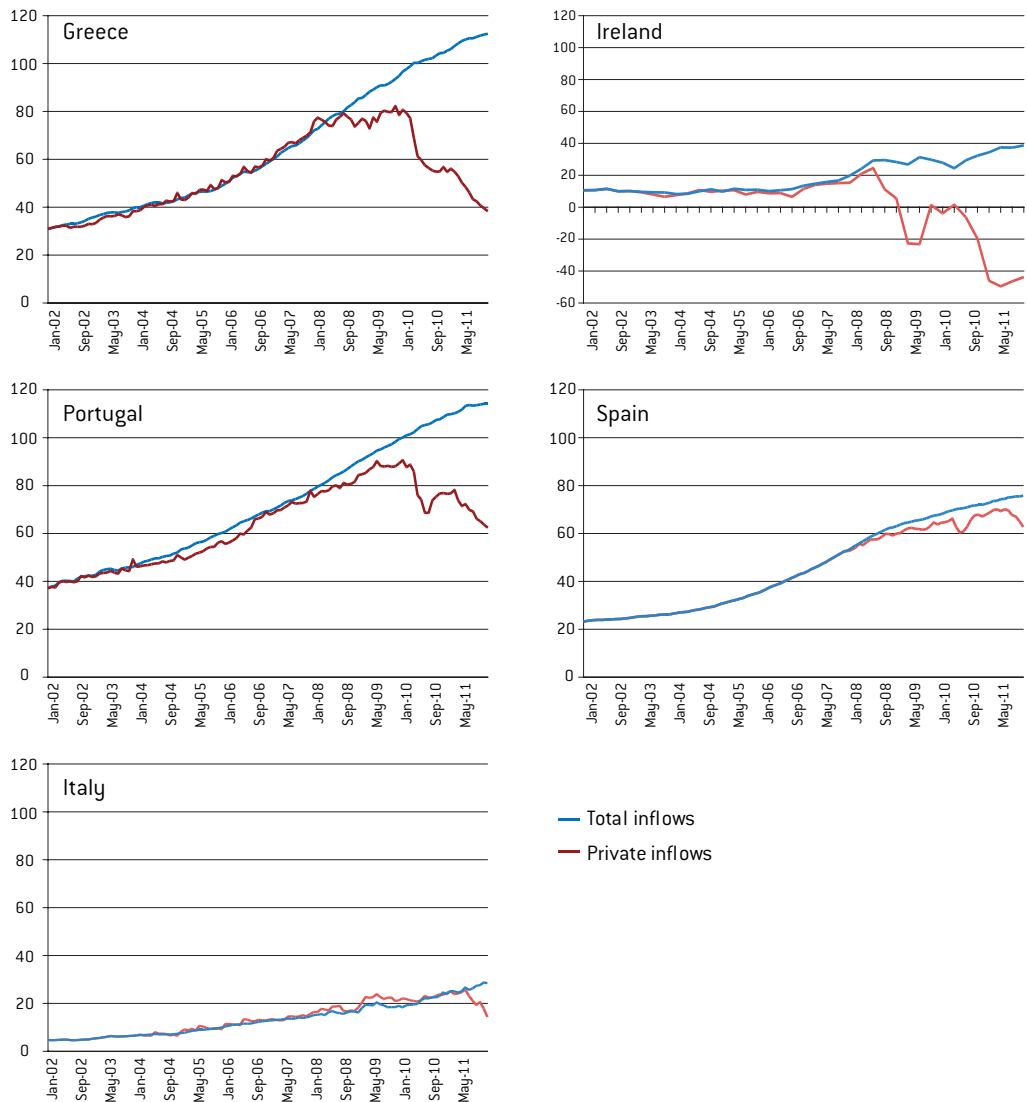 Greece
120
100
80
60
40
20
0
Jan-02
Sep-02
May-03
Jan-04
Sep-04
May-05
Jan-06
Sep-06
May-07
Jan-08
Sep-08
May-09
Jan-10
Sep-10
May-11
Ireland
120
100
80
60
40
20
0
-20
-40
-60
Jan-02
Sep-02
May-03
Jan-04
Sep-04
May-05
Jan-06
Sep-06
May-07
Jan-08
Sep-08
May-09
Jan-10
Sep-10
May-11
Portugal
120
100
80
60
40
20
0
Jan-02
Sep-02
May-03
Jan-04
Sep-04
May-05
Jan-06
Sep-06
May-07
Jan-08
Sep-08
May-09
Jan-10
Sep-10
May-11
Spain
120
100
80
60
40
20
0
Jan-02
Sep-02
May-03
Jan-04
Sep-04
May-05
Jan-06
Sep-06
May-07
Jan-08
Sep-08
May-09
Jan-10
Sep-10
May-11
Italy
120
100
80
60
40
20
0
Jan-02
Sep-02
May-03
Jan-04
Sep-04
May-05
Jan-06
Sep-06
May-07
Jan-08
Sep-08
May-09
Jan-10
Sep-10
May-11
Total inflows
Private inflows